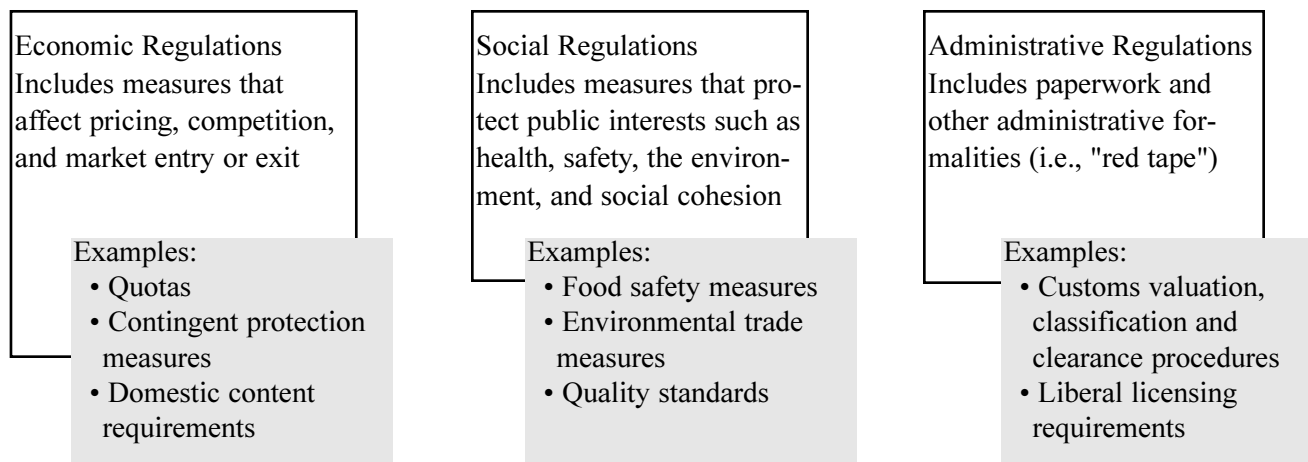 Economic Regulations
Includes measures that
affect pricing, competition,
and market entry or exit
Examples:
• Quotas
• Contingent protection
measures
• Domestic content
requirements
Social Regulations
Includes measures that pro-
tect public interests such as
health, safety, the environ-
ment, and social cohesion
Examples:
• Food safety measures
• Environmental trade
measures
• Quality standards
Administrative Regulations
Includes paperwork and
other administrative for-
malities (i.e., "red tape")
Examples:
• Customs valuation,
classification and
clearance procedures
• Liberal licensing
requirements